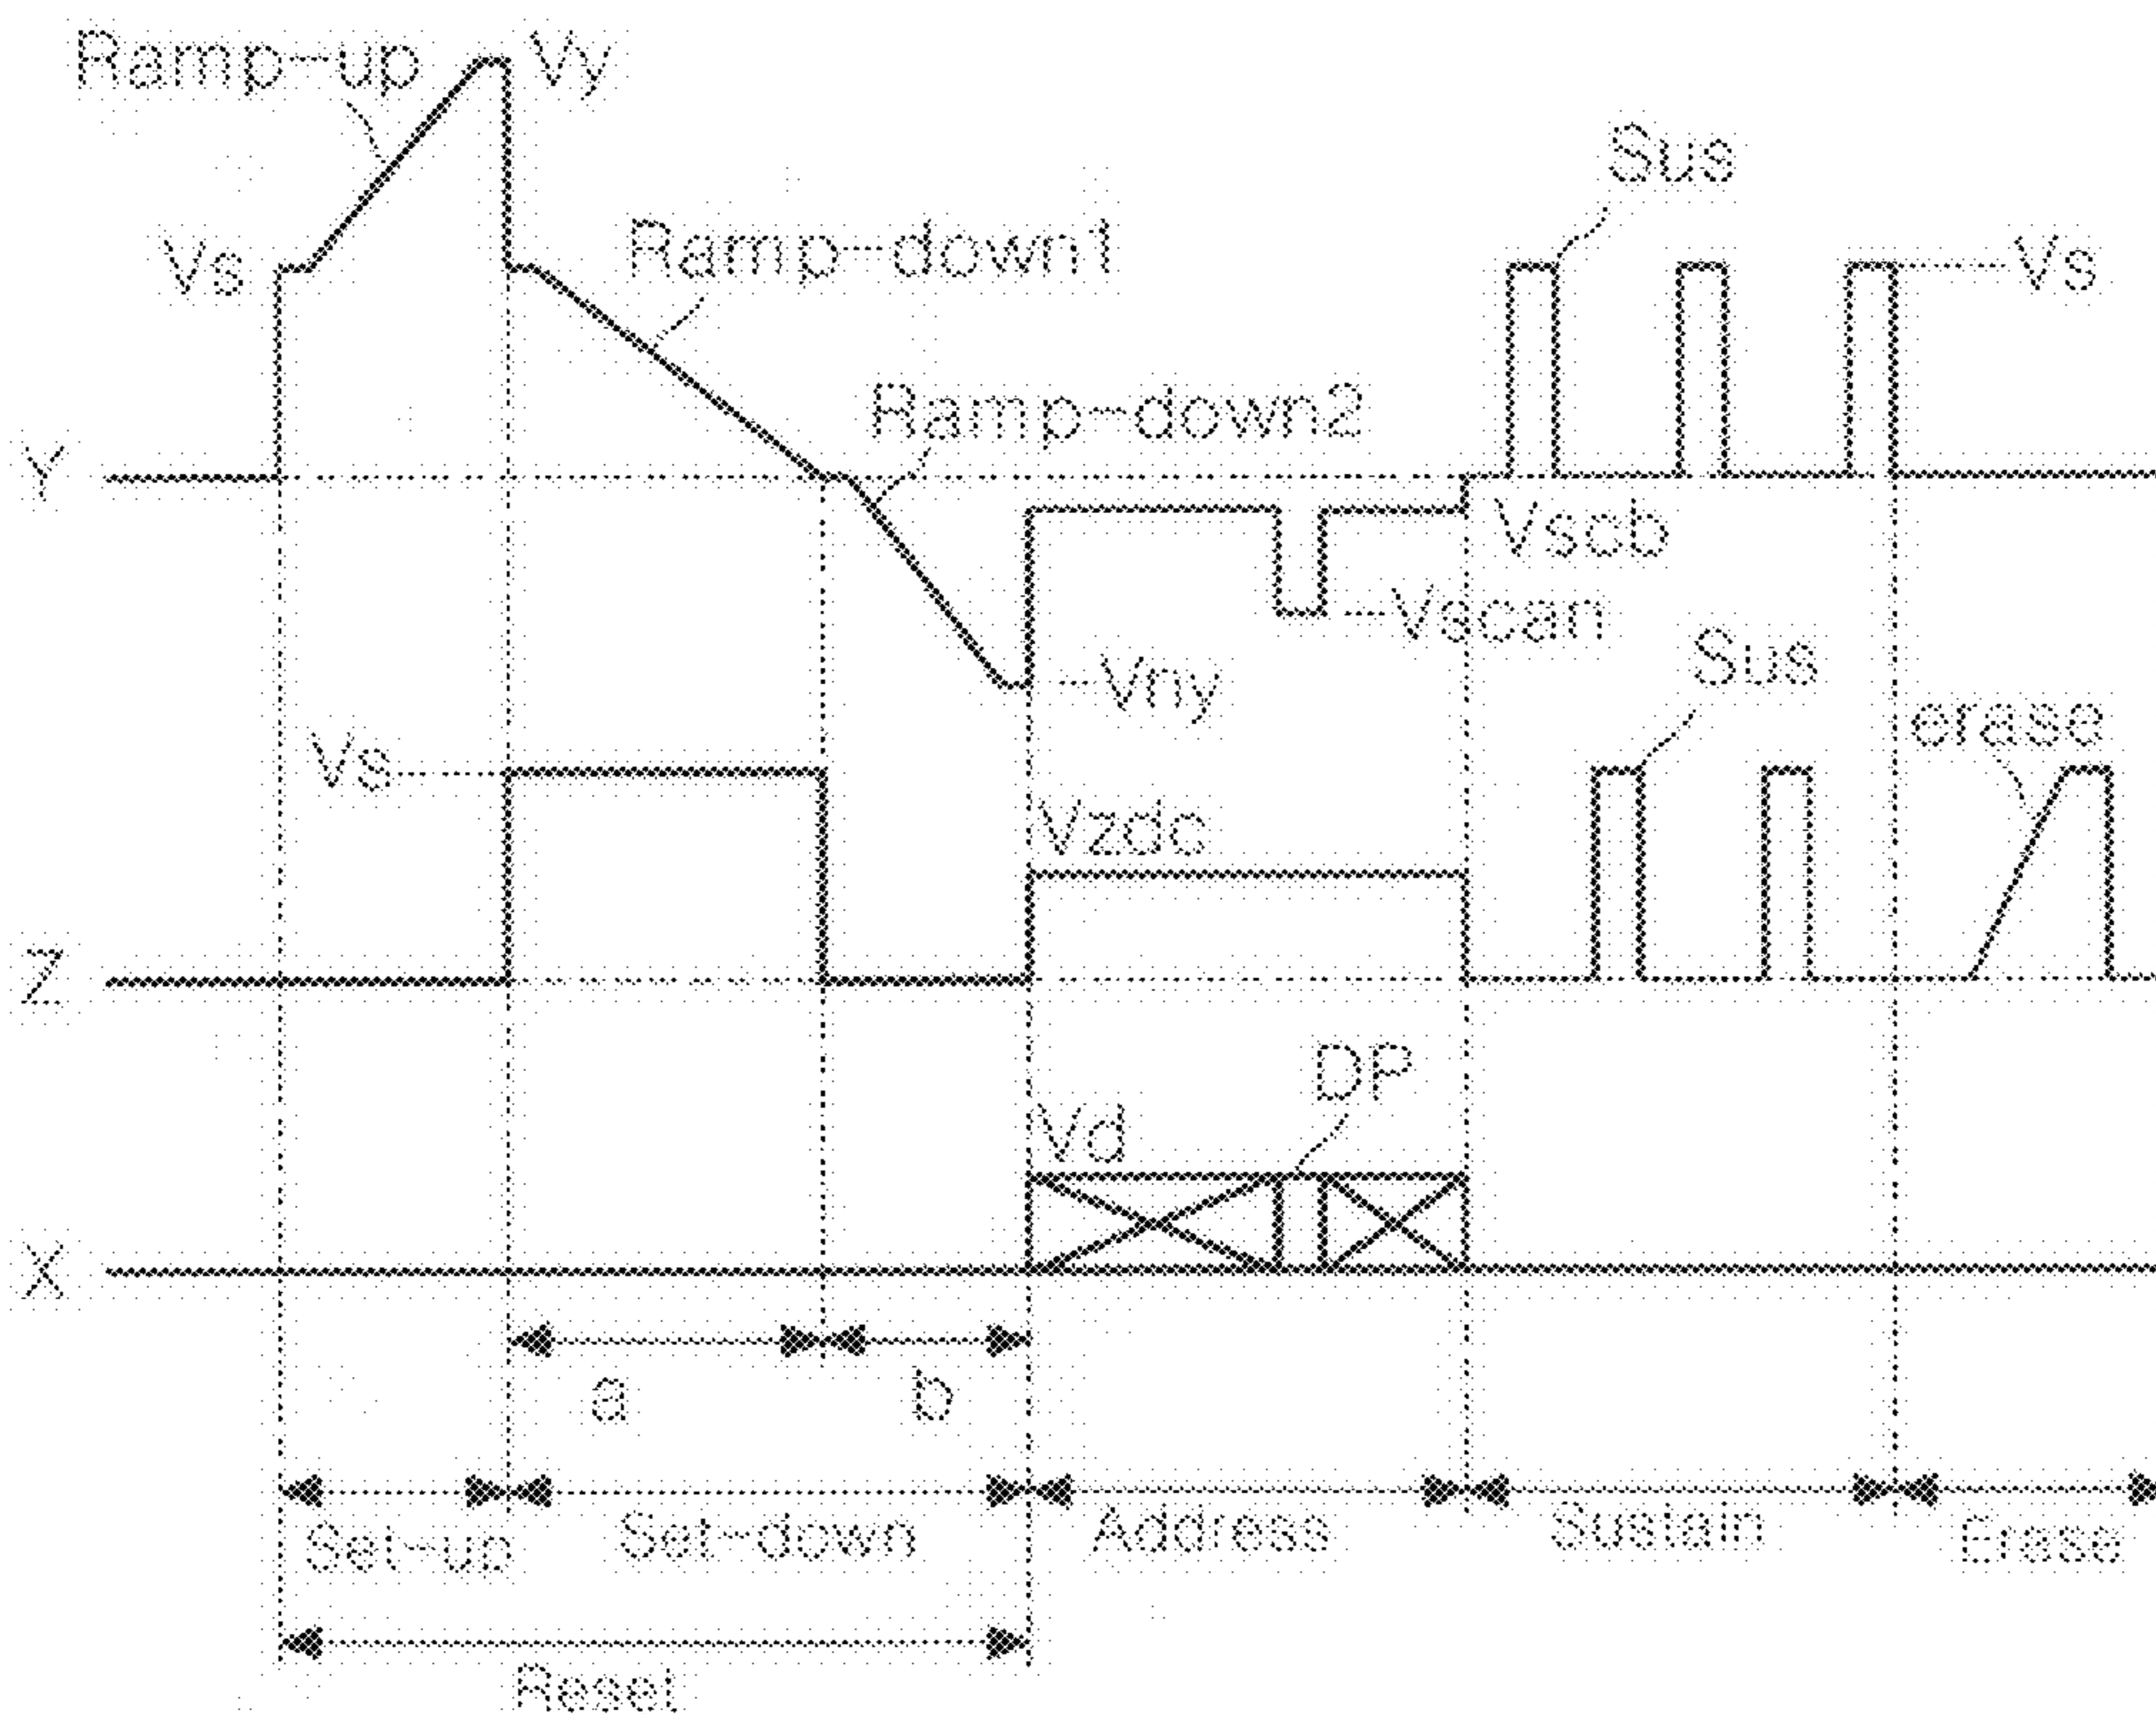 Ramp-up
Vy
Sus
Vs
Ramp-down1
Vs
Ramp-down2
Y
Vscb
Vscan
Sus
Vny
erase
Vs
Vzdc
Z
DP
Vd
X
a
b
Set-up
Set-down
Address
Sustain
Erase
Reset